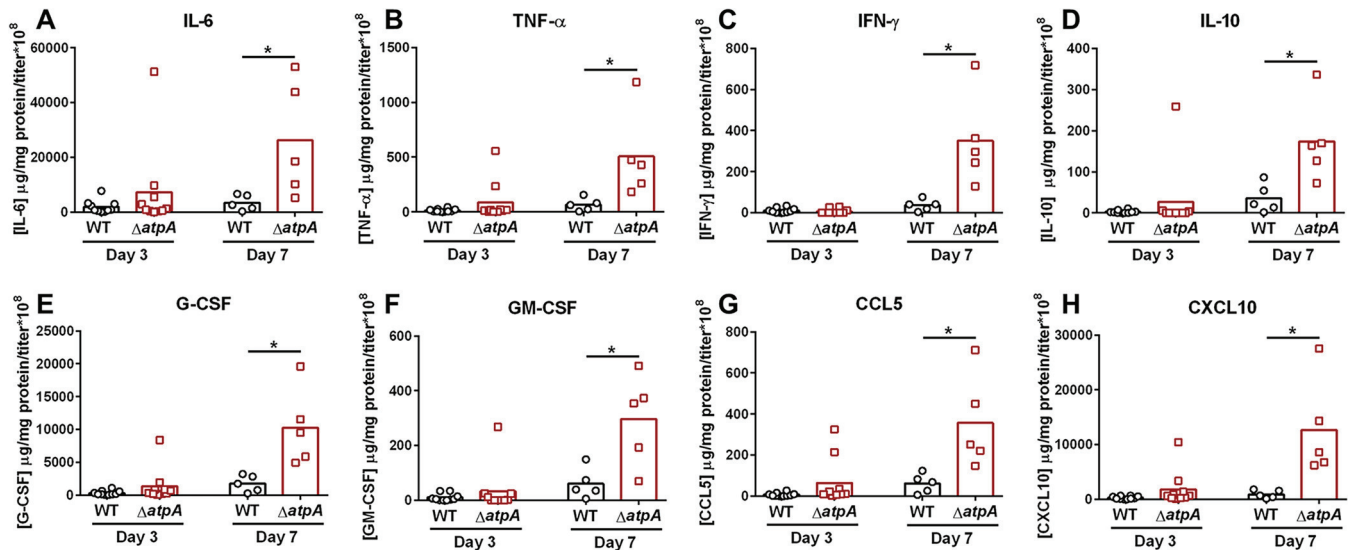 A IL-6
[IL-6] µg/mg protein/titer*10⁸
60000
40000
20000
0
*
WT ΔatpA WT ΔatpA
Day 3 Day 7
B TNF-α
[TNF-α] µg/mg protein/titer*10⁸
1500
1000
500
0
*
WT ΔatpA WT ΔatpA
Day 3 Day 7
C IFN-γ
[IFN-γ] µg/mg protein/titer*10⁸
800
600
400
200
0
*
WT ΔatpA WT ΔatpA
Day 3 Day 7
D IL-10
[IL-10] µg/mg protein/titer*10⁸
400
300
200
100
0
*
WT ΔatpA WT ΔatpA
Day 3 Day 7
E G-CSF
[G-CSF] µg/mg protein/titer*10⁸
25000
20000
15000
10000
5000
0
*
WT ΔatpA WT ΔatpA
Day 3 Day 7
F GM-CSF
[GM-CSF] µg/mg protein/titer*10⁸
600
400
200
0
*
WT ΔatpA WT ΔatpA
Day 3 Day 7
G CCL5
[CCL5] µg/mg protein/titer*10⁸
800
600
400
200
0
*
WT ΔatpA WT ΔatpA
Day 3 Day 7
H CXCL10
[CXCL10] µg/mg protein/titer*10⁸
30000
20000
10000
0
*
WT ΔatpA WT ΔatpA
Day 3 Day 7